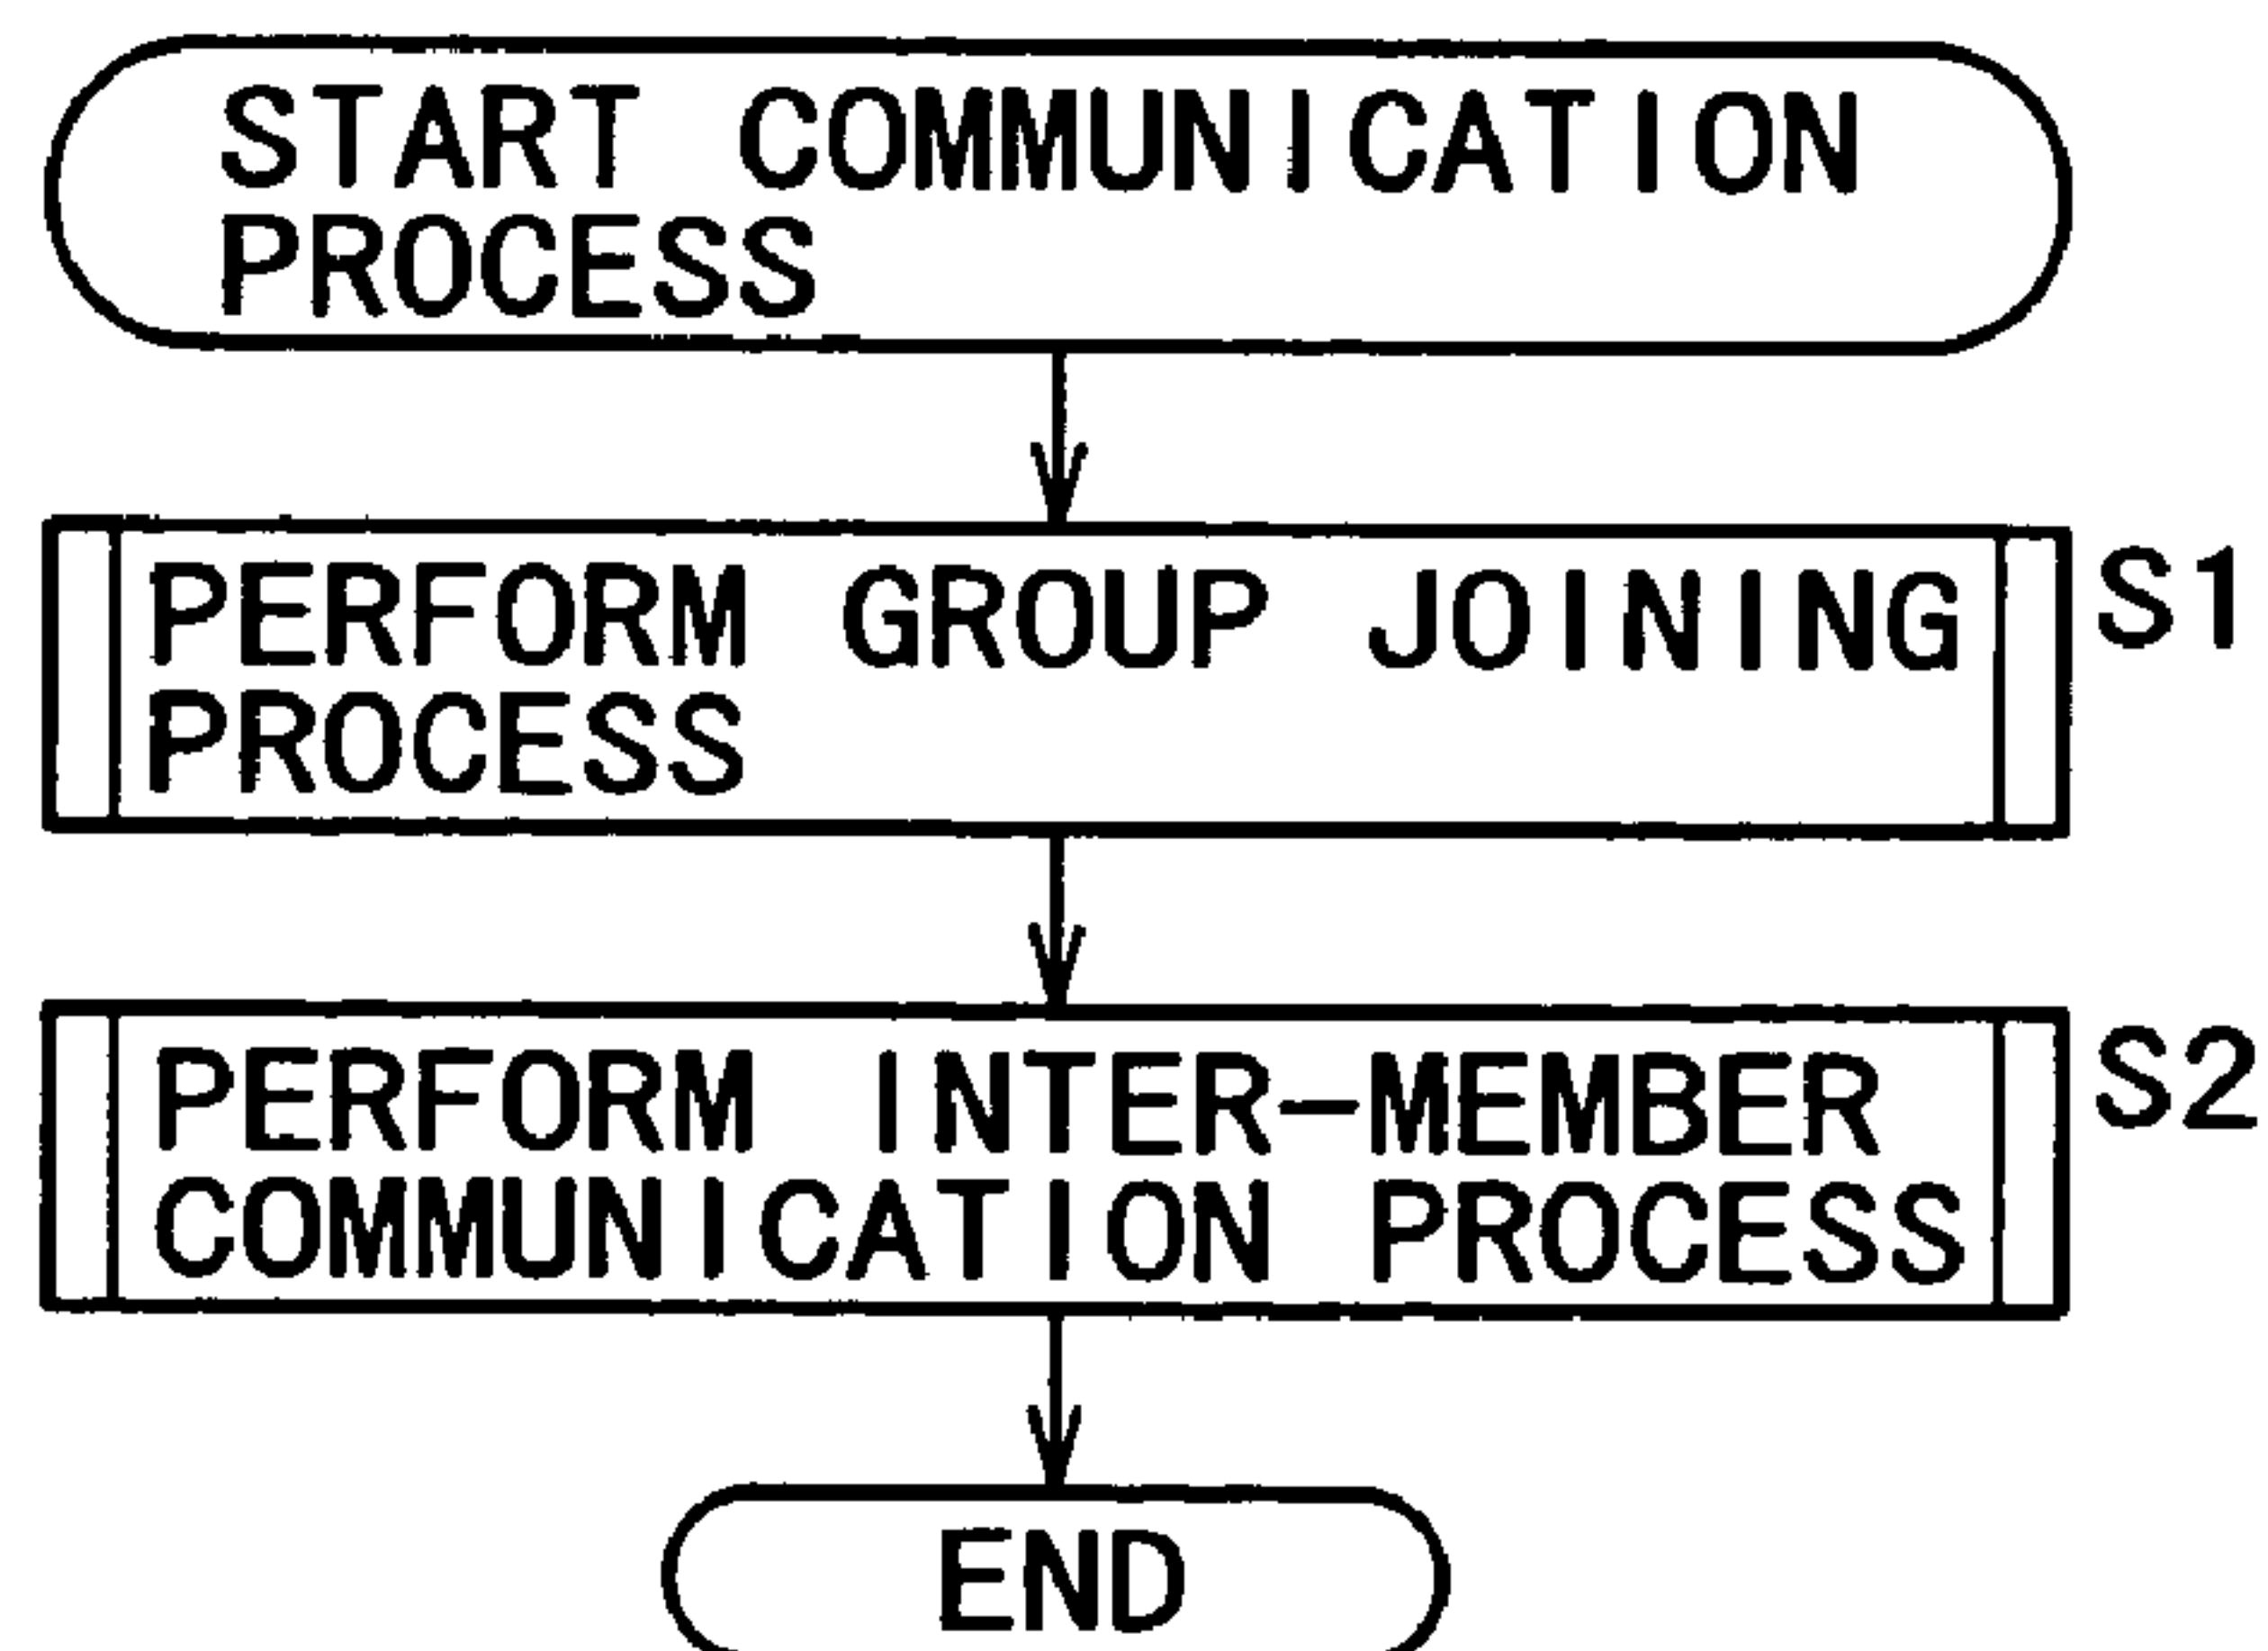 START COMMUNICATION
PROCESS
PERFORM GROUP JOINING
PROCESS
S1
PERFORM INTER-MEMBER
COMMUNICATION PROCESS
S2
END